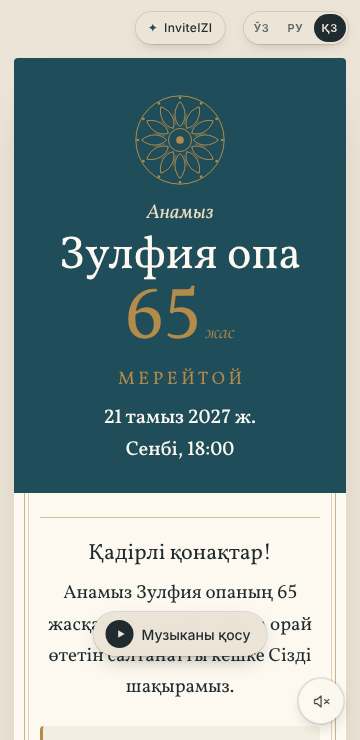 InviteIZI
ЎЗ РУ ҚЗ
Анамыз
Зулфия опа
65 жас
МЕРЕЙТОЙ
21 тамыз 2027 ж.
Сенбі, 18:00
Қадірлі қонақтар!
Анамыз Зулфия опаның 65
орай
Музыканы қосу
өтетін салтанатты кешке Сізді
шақырамыз.